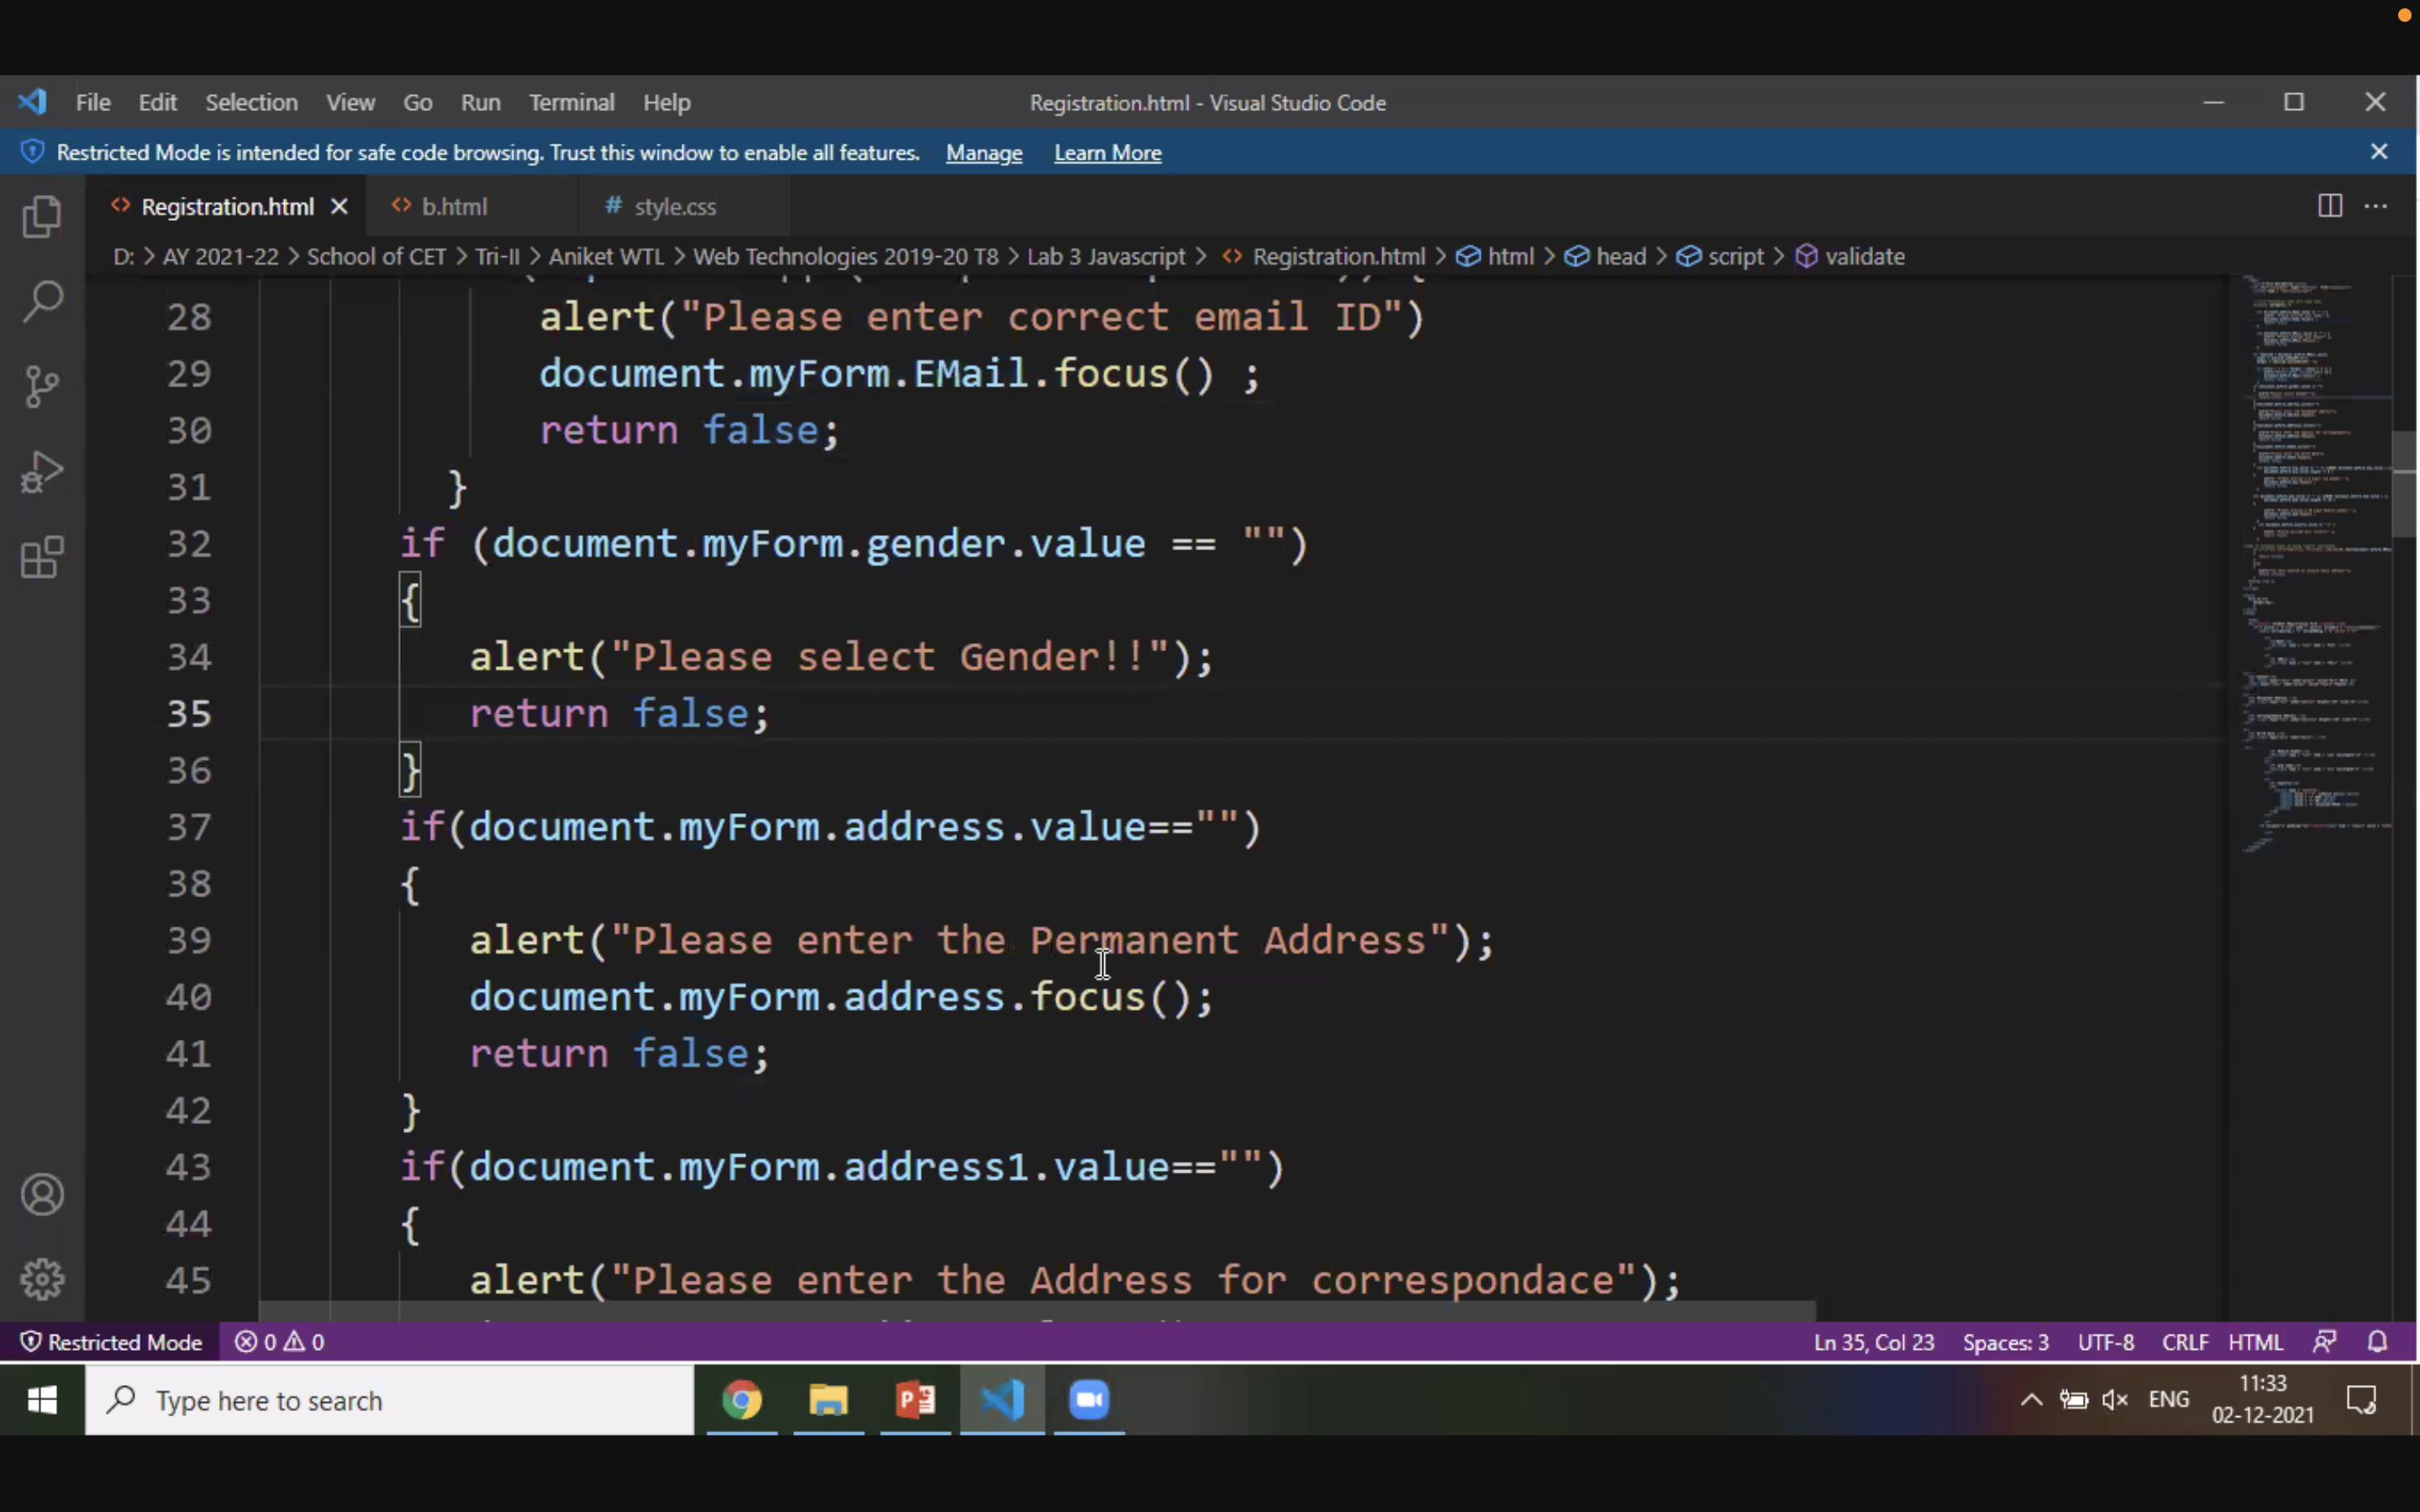 File Edit Selection View Go Run Terminal Help Registration.html - Visual Studio Code
Restricted Mode is intended for safe code browsing. Trust this window to enable all features. Manage Learn More
Registration.html b.html # style.css
D: > AY 2021-22 > School of CET > Tri-II > Aniket WTL > Web Technologies 2019-20 T8 > Lab 3 Javascript > Registration.html > html > head > script > validate
28 alert("Please enter correct email ID")
29 document.myForm.EMail.focus() ;
30 return false;
31 }
32 if (document.myForm.gender.value == "")
33 {
34 alert("Please select Gender!!");
35 return false;
36 }
37 if(document.myForm.address.value=="")
38 {
39 alert("Please enter the Permanent Address");
40 document.myForm.address.focus();
41 return false;
42 }
43 if(document.myForm.address1.value=="")
44 {
45 alert("Please enter the Address for correspondace");
Restricted Mode 0 0 Ln 35, Col 23 Spaces: 3 UTF-8 CRLF HTML
Type here to search ENG 11:33
02-12-2021